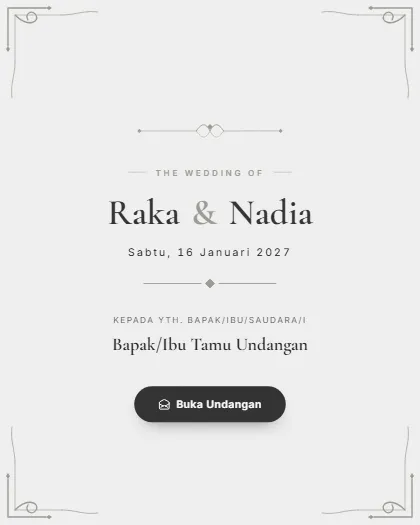 THE WEDDING OF
Raka & Nadia
Sabtu, 16 Januari 2027
KEPADA YTH. BAPAK/IBU/SAUDARA/I
Bapak/Ibu Tamu Undangan
Buka Undangan